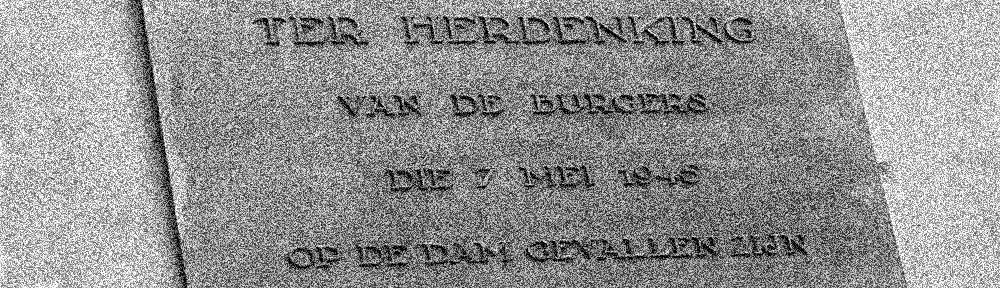 TER HERDENKING
VAN DE BURGERS
DIE 7 MEI 1945
OP DE DAM GEVALLEN ZIJN